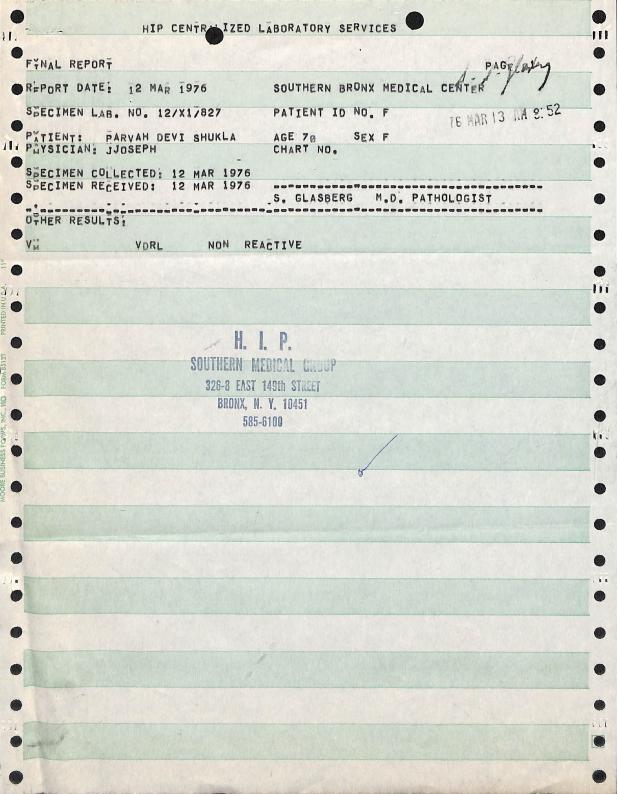 HIP CENTRALIZED LABORATORY SERVICES
FINAL REPORT PAGE
REPORT DATE: 12 MAR 1976 SOUTHERN BRONX MEDICAL CENTER
SPECIMEN LAB. NO. 12/X1/827 PATIENT ID NO. F
76 MAR 13 AM 8:52
PATIENT: PARVAH DEVI SHUKLA AGE 70 SEX F
PHYSICIAN: JJOSEPH CHART NO.
SPECIMEN COLLECTED: 12 MAR 1976
SPECIMEN RECEIVED: 12 MAR 1976
S. GLASBERG M.D. PATHOLOGIST
OTHER RESULTS:
VDRL NON REACTIVE
H. I. P.
SOUTHERN MEDICAL GROUP
326-8 EAST 149th STREET
BRONX, N. Y. 10451
585-6100
MOORE BUSINESS FORMS, INC. PRINTED IN U.S.A. 11"